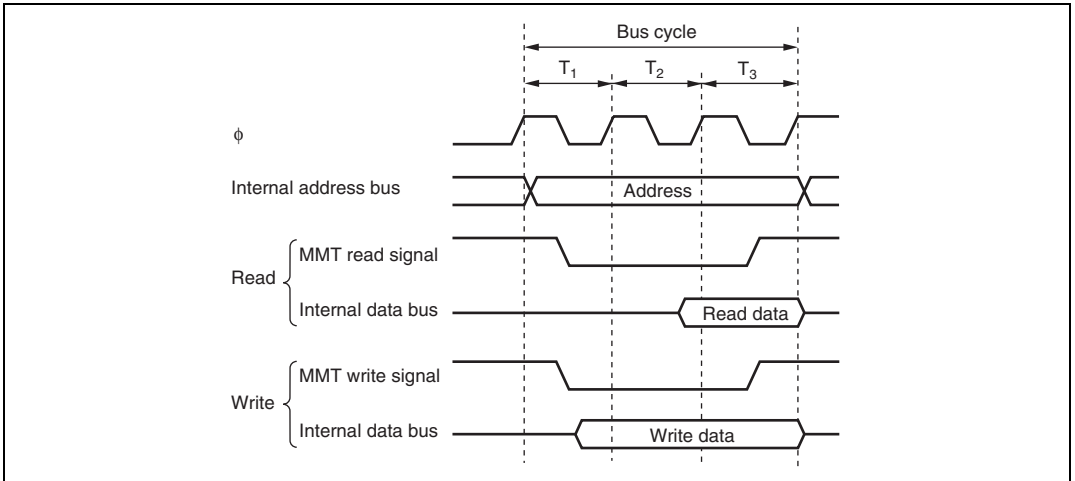 Bus cycle
T₁ T₂ T₃
ϕ
Internal address bus Address
MMT read signal
Read
Internal data bus Read data
MMT write signal
Write
Internal data bus Write data